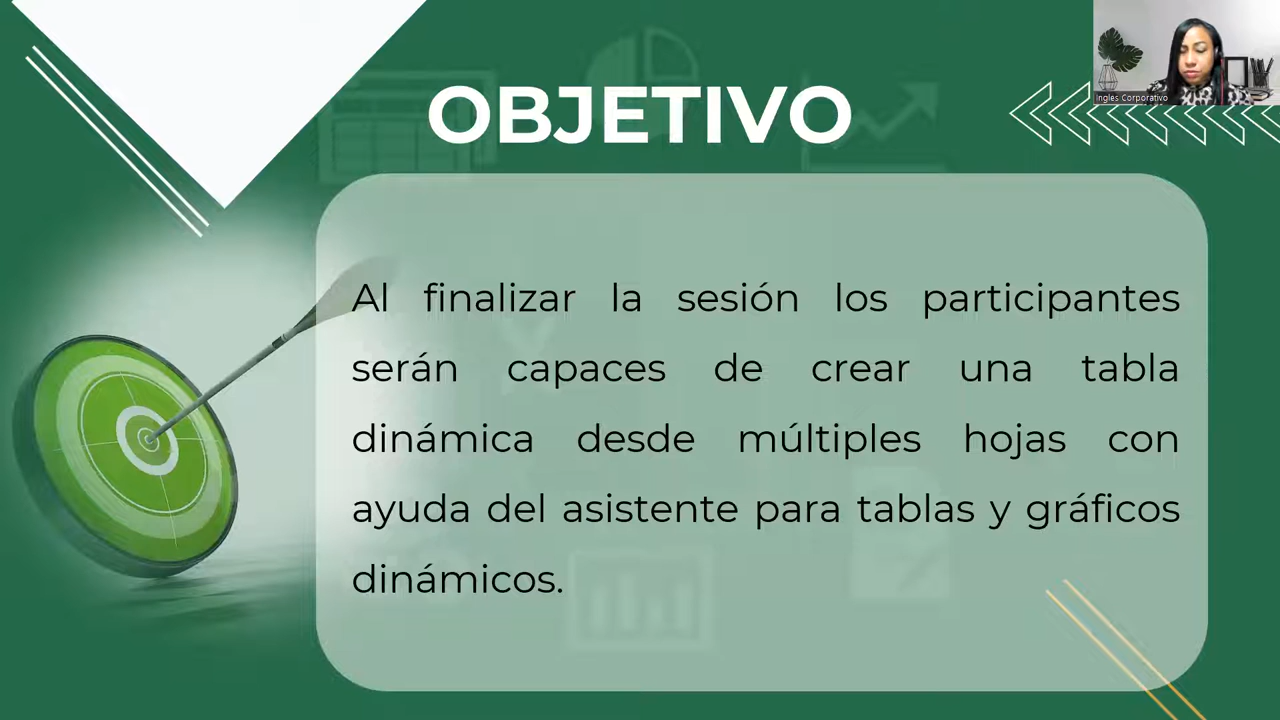 OBJETIVO
Ingles Corporativo
Al finalizar la sesión los participantes
serán capaces de crear una tabla
dinámica desde múltiples hojas con
ayuda del asistente para tablas y gráficos
dinámicos.